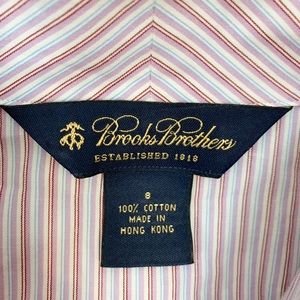 Brooks Brothers
ESTABLISHED 1818
8
100% COTTON
MADE IN
HONG KONG